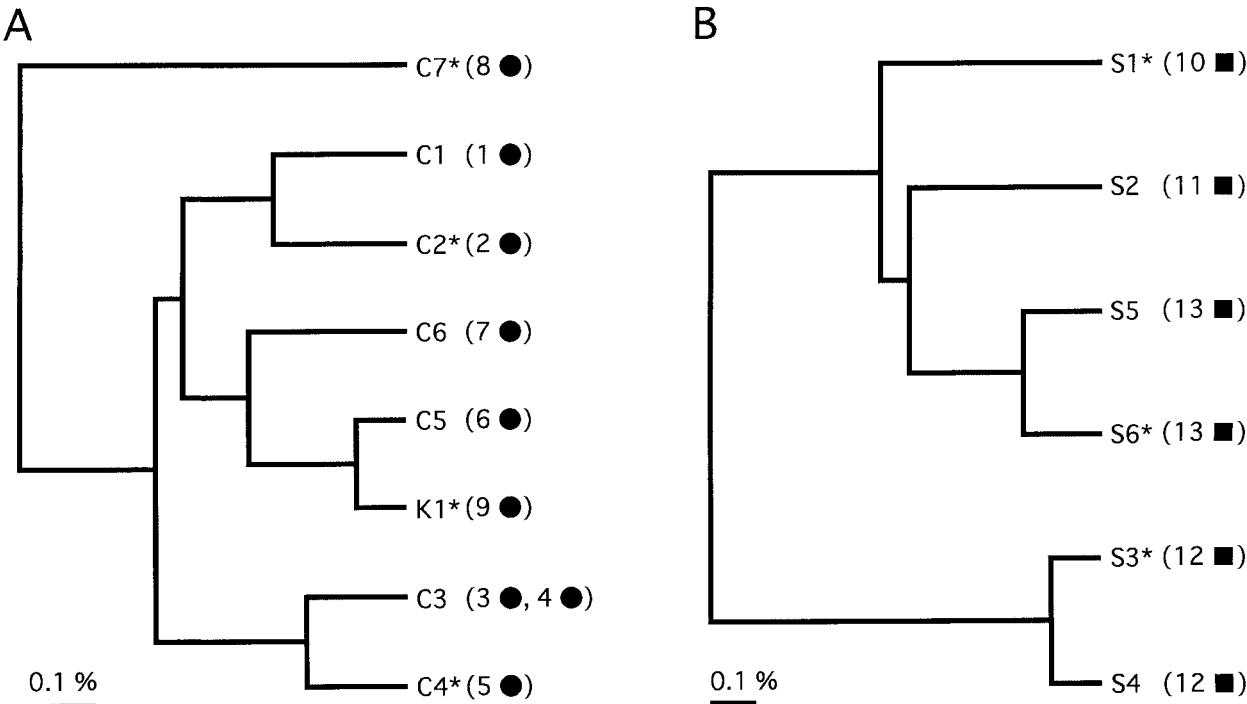 A
C7* (8 ●)
C1 (1 ●)
C2* (2 ●)
C6 (7 ●)
C5 (6 ●)
K1* (9 ●)
C3 (3 ●, 4 ●)
C4* (5 ●)
0.1 %
B
S1* (10 ■)
S2 (11 ■)
S5 (13 ■)
S6* (13 ■)
S3* (12 ■)
S4 (12 ■)
0.1 %